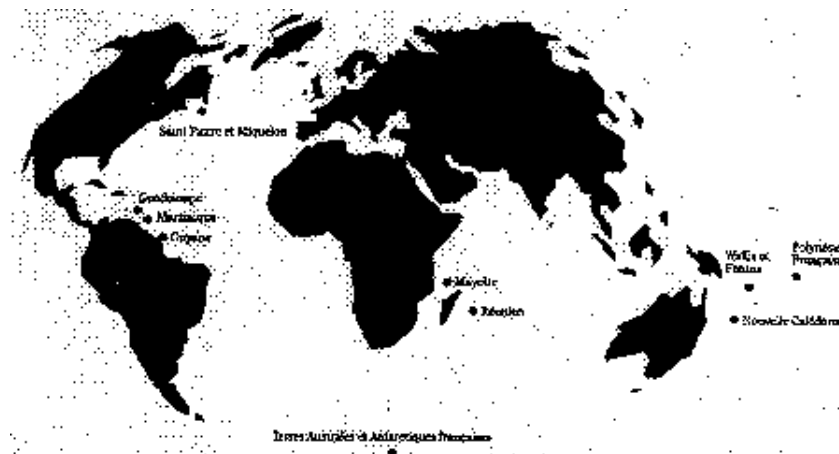 Saint Pierre et Miquelon
Guadeloupe
Martinique
Guyane
Wallis et
Futuna
Polynésie
Française
Mayotte
Réunion
Nouvelle Calédonie
Terres Australes et Antarctiques Françaises